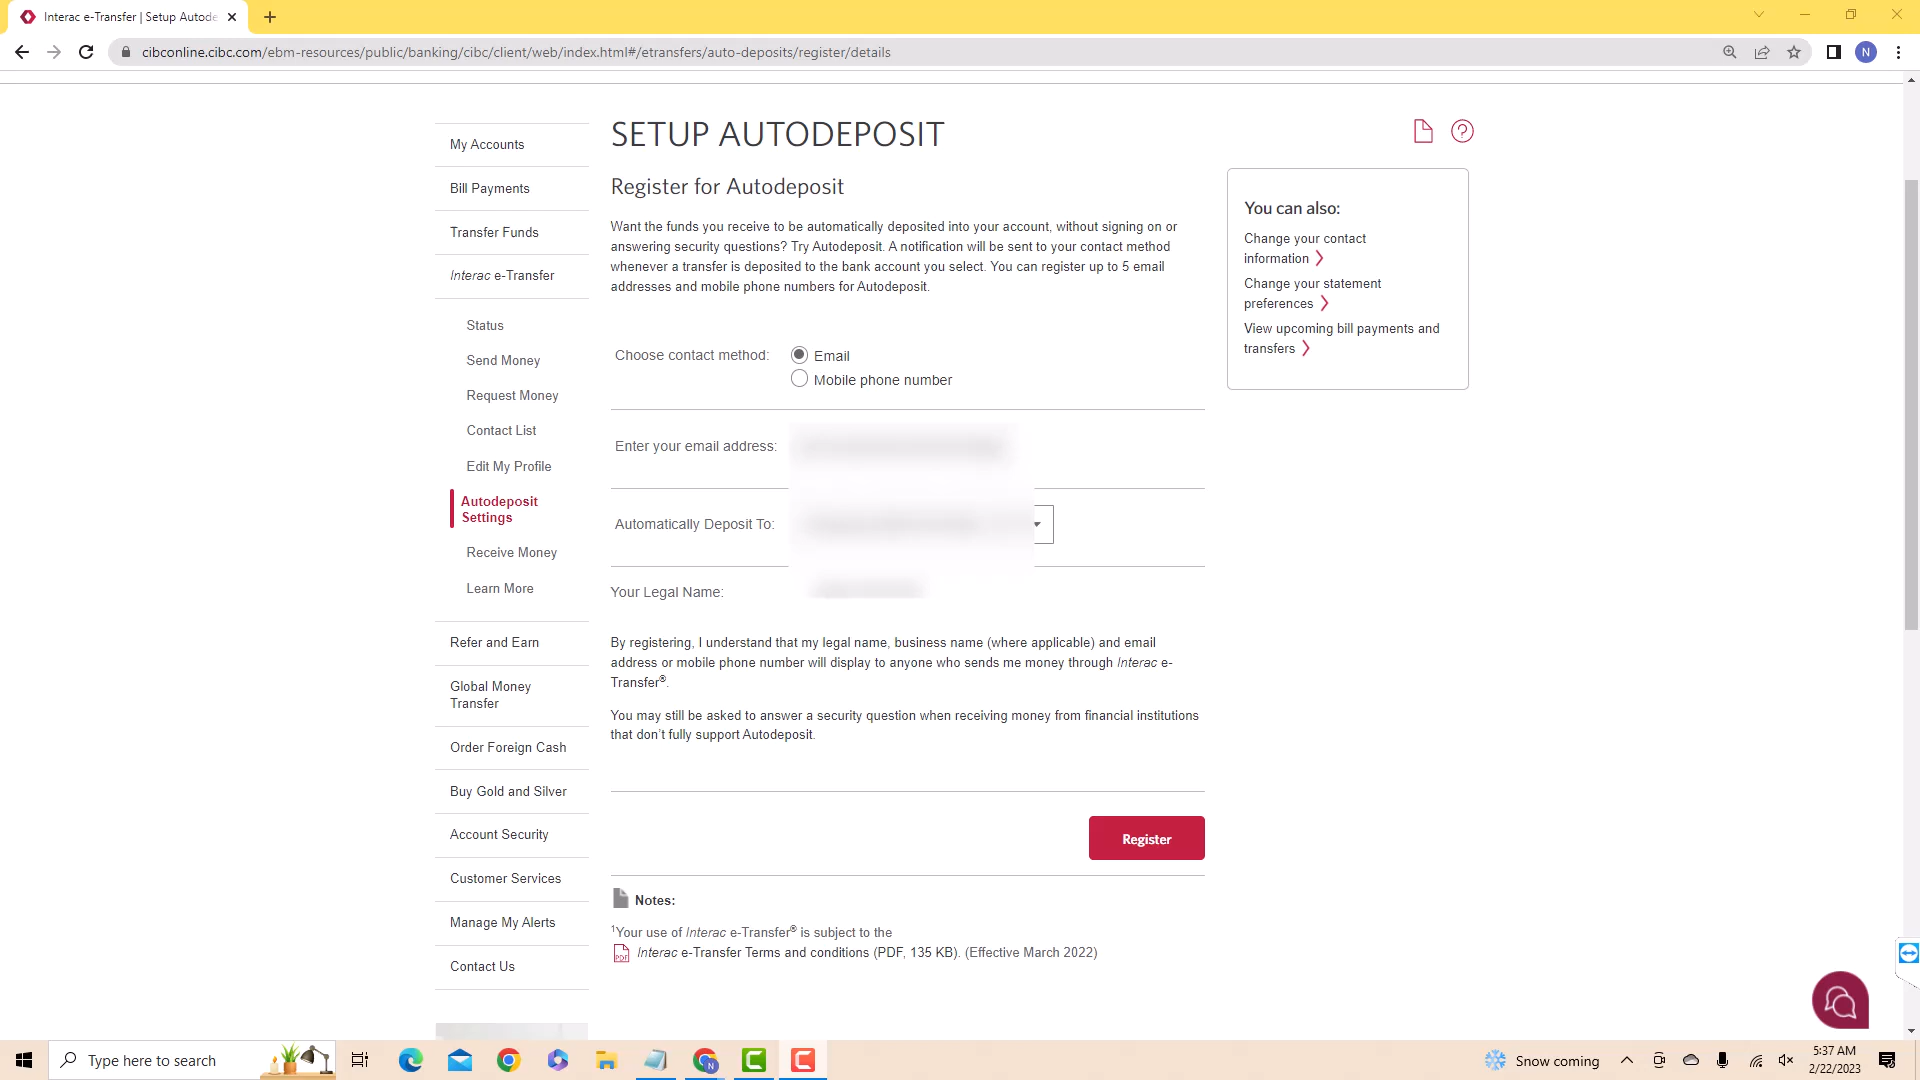 Interac e-Transfer | Setup Autode
cibconline.cibc.com/ebm-resources/public/banking/cibc/client/web/index.html#/etransfers/auto-deposits/register/details
N
My Accounts
Bill Payments
Transfer Funds
Interac e-Transfer
Status
Send Money
Request Money
Contact List
Edit My Profile
Autodeposit
Settings
Receive Money
Learn More
Refer and Earn
Global Money
Transfer
Order Foreign Cash
Buy Gold and Silver
Account Security
Customer Services
Manage My Alerts
Contact Us
SETUP AUTODEPOSIT
Register for Autodeposit
Want the funds you receive to be automatically deposited into your account, without signing on or
answering security questions? Try Autodeposit. A notification will be sent to your contact method
whenever a transfer is deposited to the bank account you select. You can register up to 5 email
addresses and mobile phone numbers for Autodeposit.
Choose contact method:
Email
Mobile phone number
Enter your email address:
Automatically Deposit To:
Your Legal Name:
By registering, I understand that my legal name, business name (where applicable) and email
address or mobile phone number will display to anyone who sends me money through Interac e-
Transfer®.
You may still be asked to answer a security question when receiving money from financial institutions
that don't fully support Autodeposit.
Register
Notes:
¹Your use of Interac e-Transfer® is subject to the
PDF Interac e-Transfer Terms and conditions (PDF, 135 KB). (Effective March 2022)
You can also:
Change your contact
information
Change your statement
preferences
View upcoming bill payments and
transfers
Type here to search
N
Snow coming
5:37 AM
2/22/2023